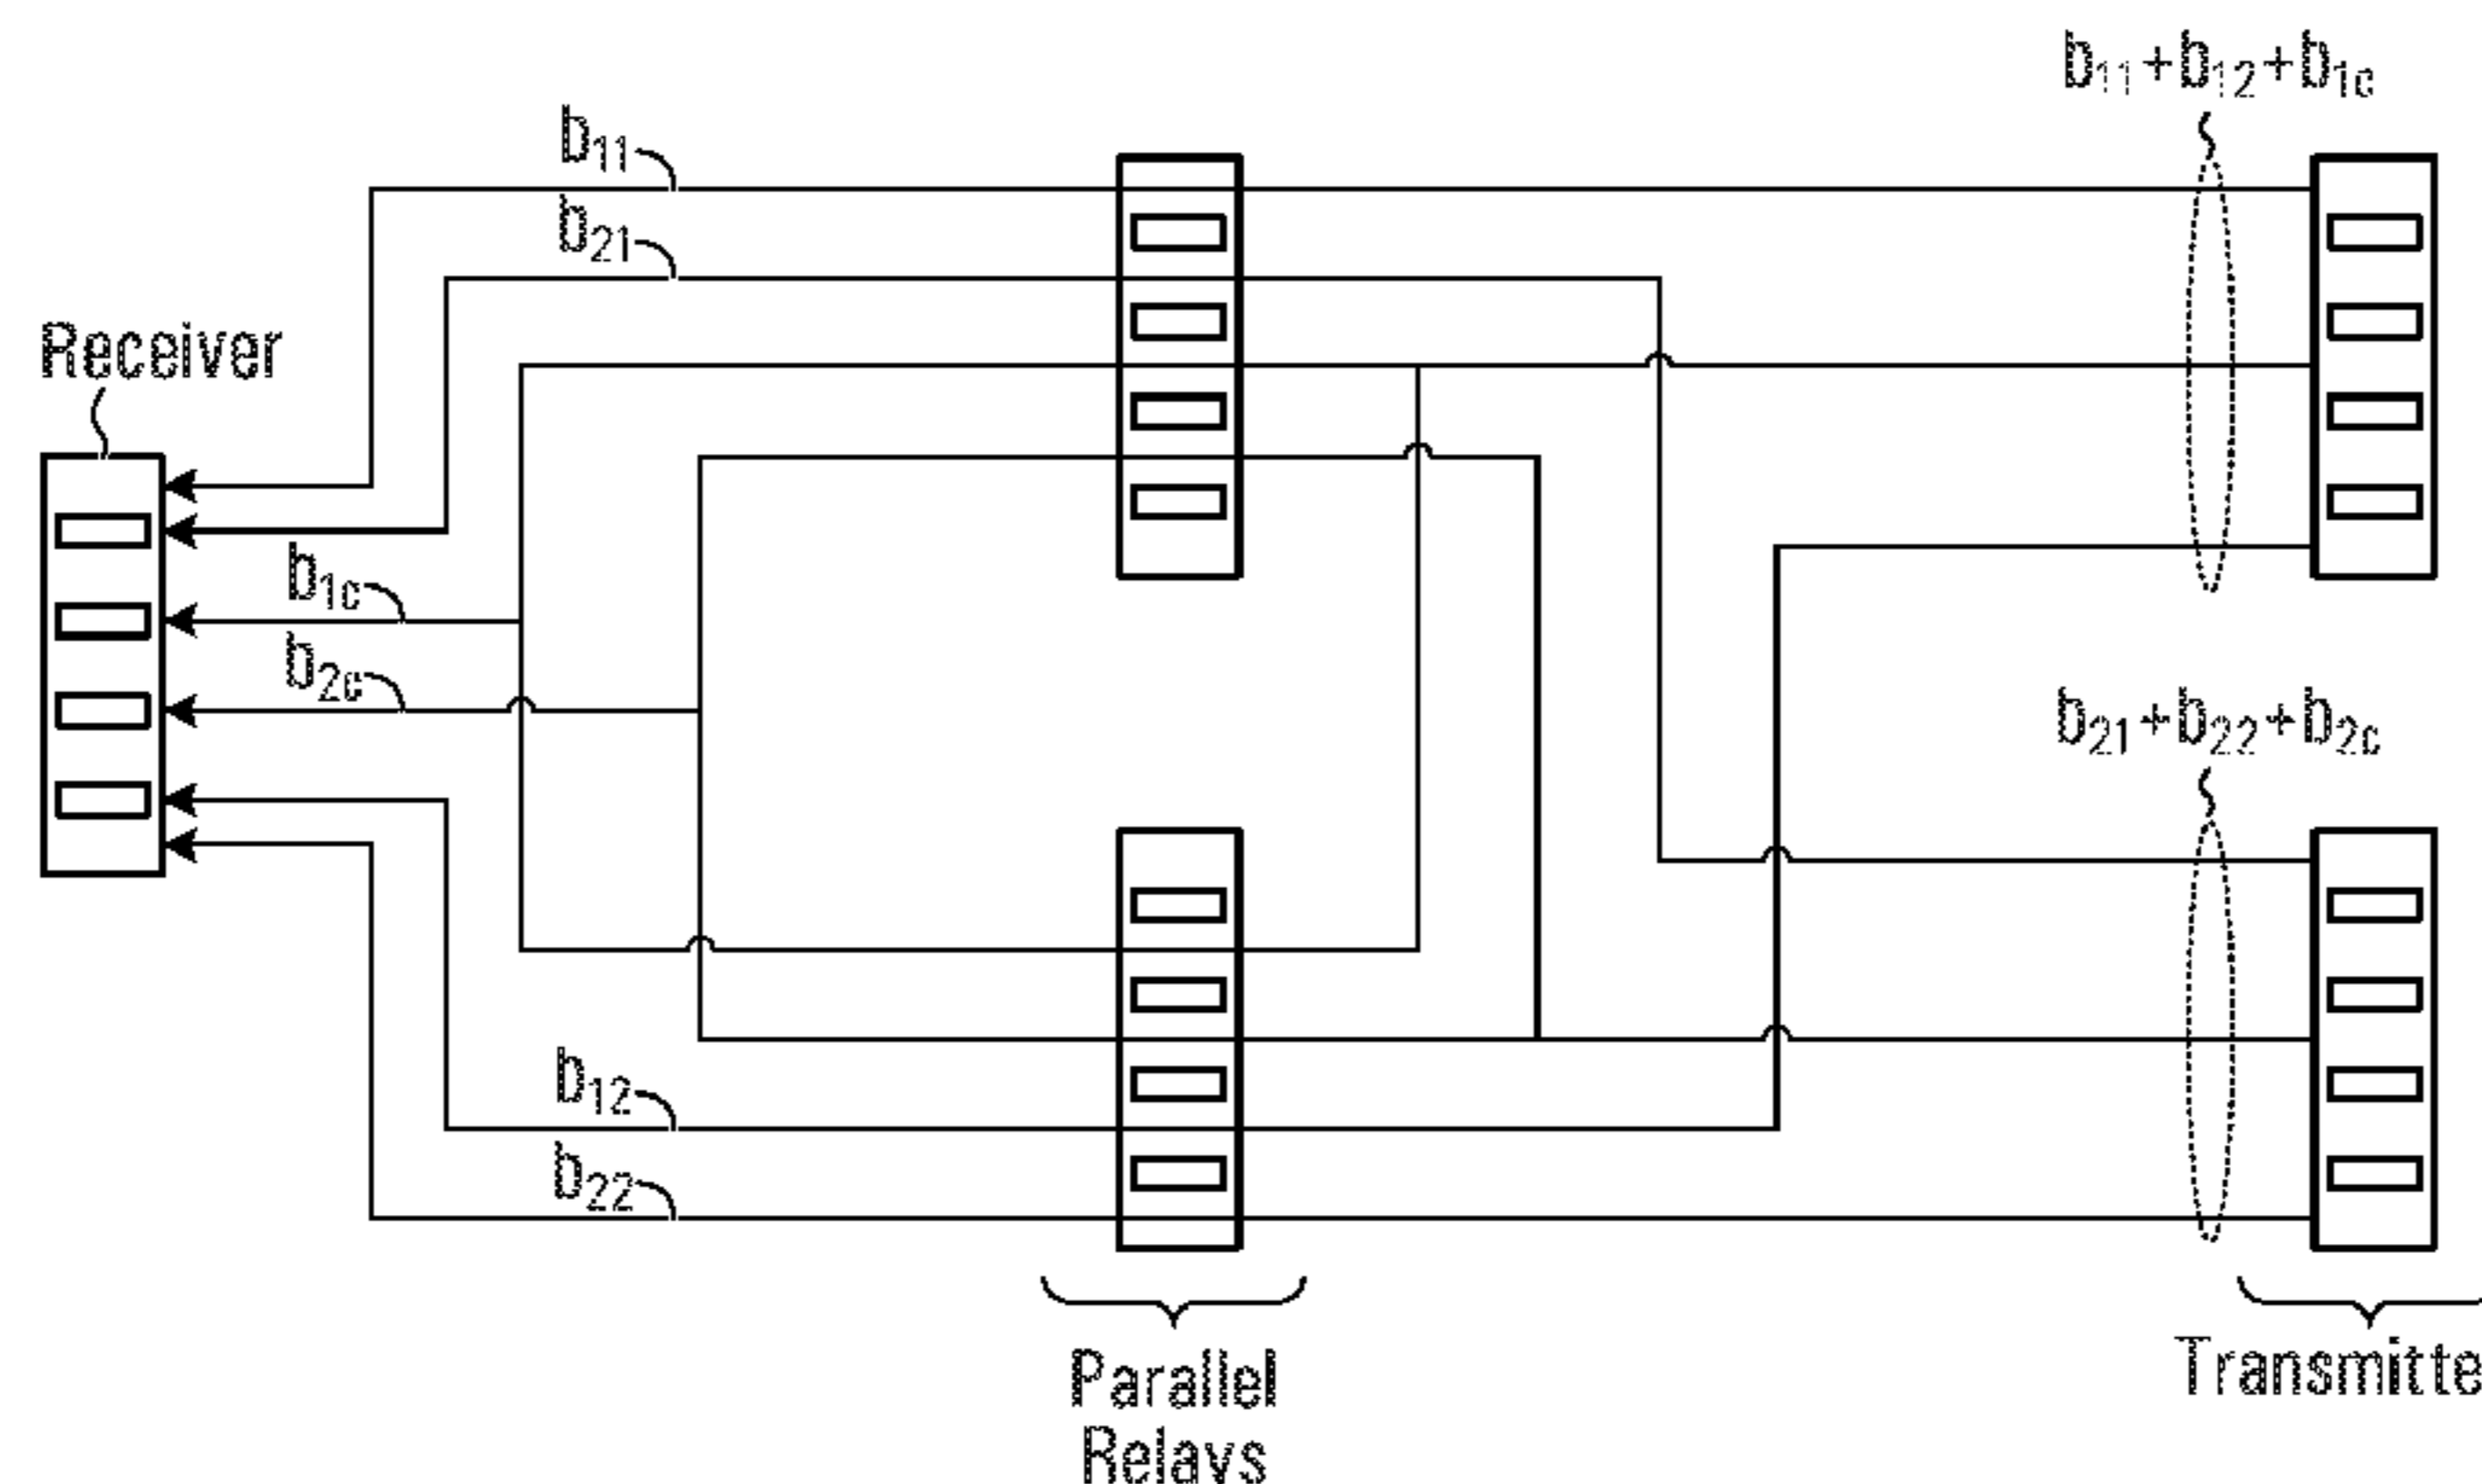 b11+b12+b1c
b11
b21
Receiver
b1c
b2c
b21+b22+b2c
b12
b22
Parallel
Relays
Transmitte